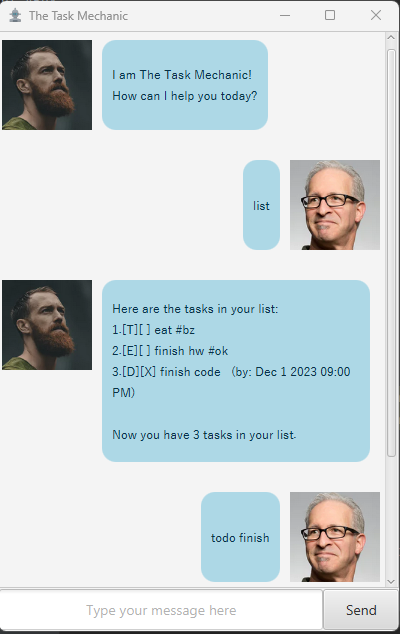 The Task Mechanic
I am The Task Mechanic!
How can I help you today?
list
Here are the tasks in your list:
1.[T][ ] eat #bz
2.[E][ ] finish hw #ok
3.[D][X] finish code (by: Dec 1 2023 09:00
PM)
Now you have 3 tasks in your list.
todo finish
Type your message here
Send